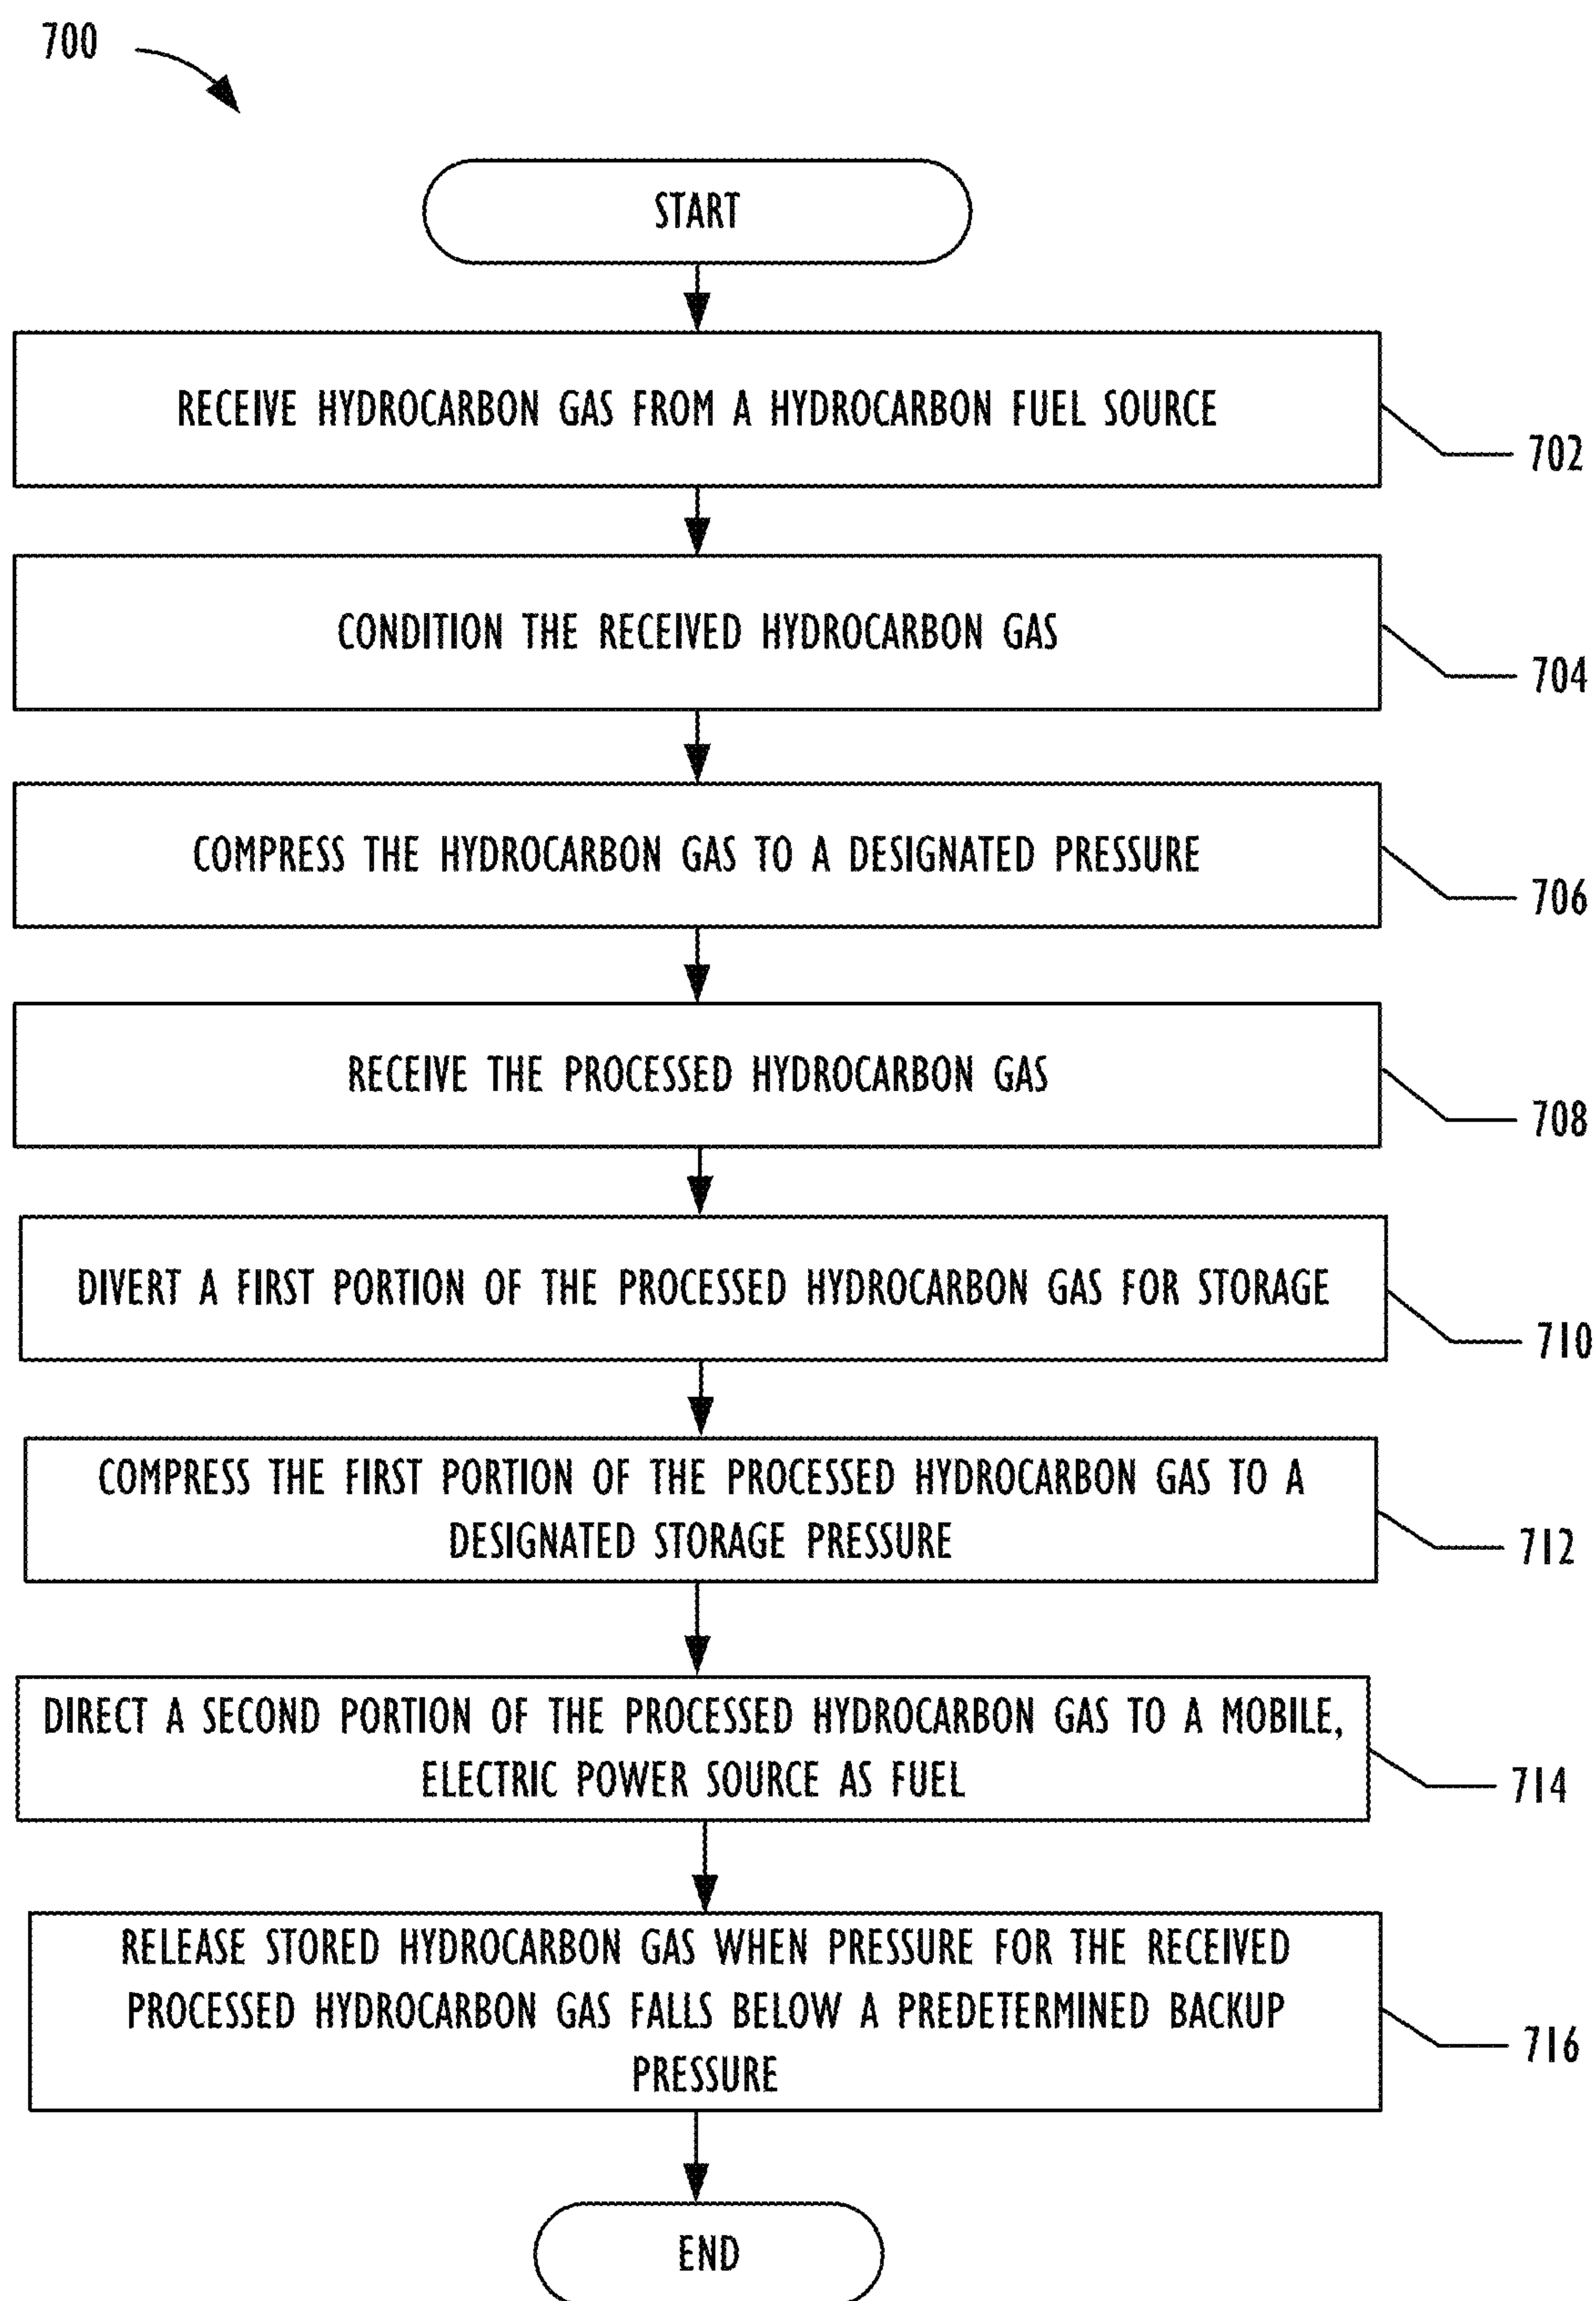 700
START
RECEIVE HYDROCARBON GAS FROM A HYDROCARBON FUEL SOURCE
702
CONDITION THE RECEIVED HYDROCARBON GAS
704
COMPRESS THE HYDROCARBON GAS TO A DESIGNATED PRESSURE
706
RECEIVE THE PROCESSED HYDROCARBON GAS
708
DIVERT A FIRST PORTION OF THE PROCESSED HYDROCARBON GAS FOR STORAGE
710
COMPRESS THE FIRST PORTION OF THE PROCESSED HYDROCARBON GAS TO A
DESIGNATED STORAGE PRESSURE
712
DIRECT A SECOND PORTION OF THE PROCESSED HYDROCARBON GAS TO A MOBILE,
ELECTRIC POWER SOURCE AS FUEL
714
RELEASE STORED HYDROCARBON GAS WHEN PRESSURE FOR THE RECEIVED
PROCESSED HYDROCARBON GAS FALLS BELOW A PREDETERMINED BACKUP
PRESSURE
716
END